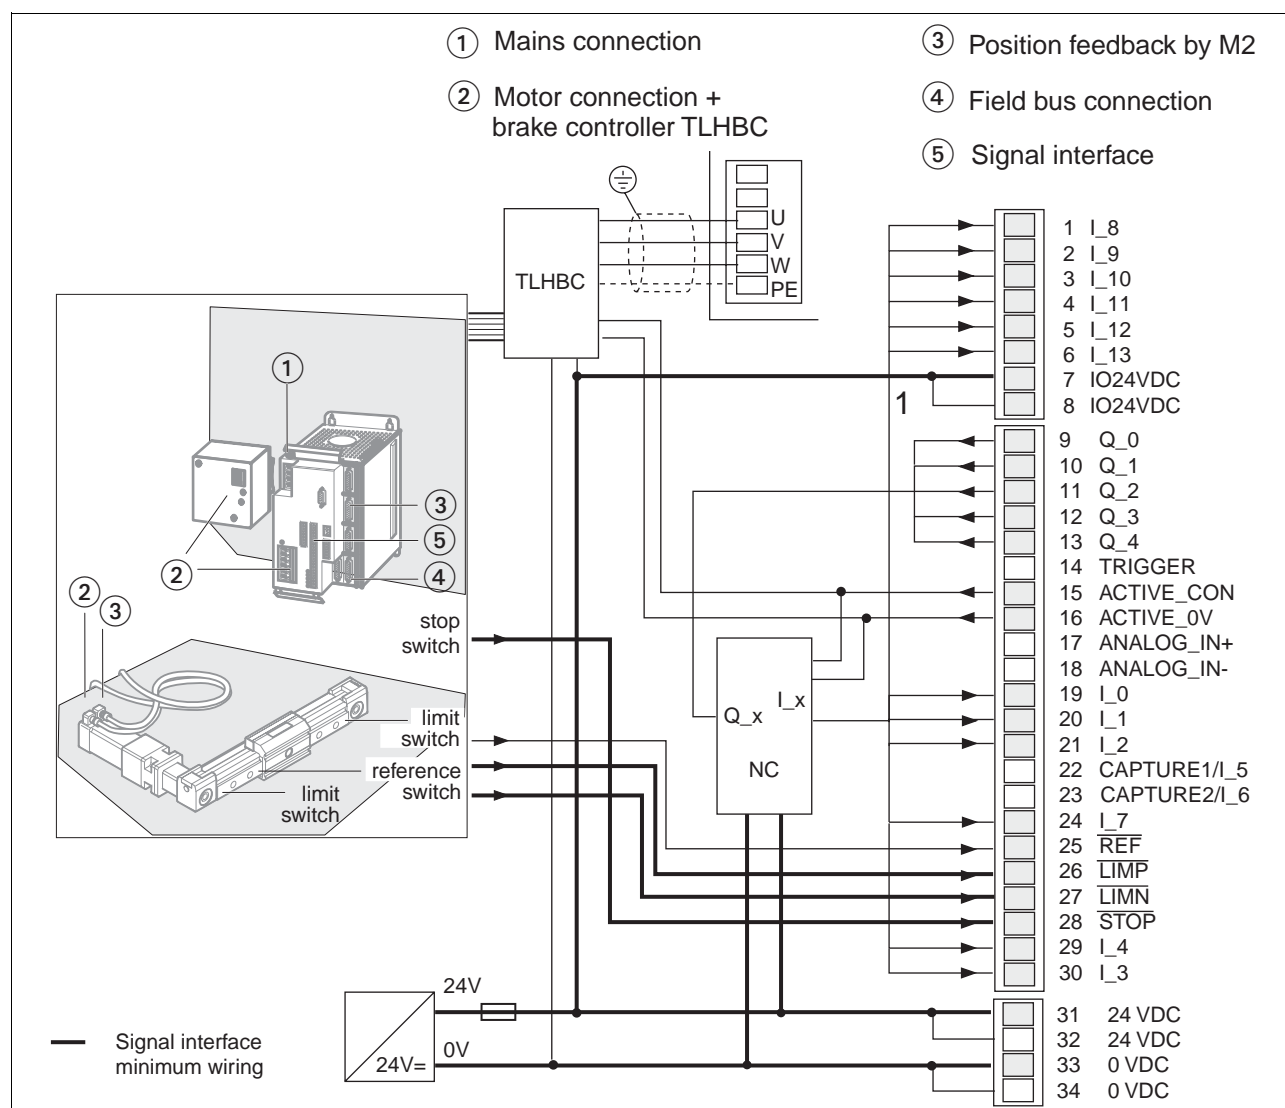 1 Mains connection
2 Motor connection +
brake controller TLHBC
3 Position feedback by M2
4 Field bus connection
5 Signal interface
U
V
W
PE
TLHBC
1
2
3
5
4
2
2
3
stop
switch
limit
switch
reference
switch
limit
switch
Q_x
I_x
NC
1
1 I_8
2 I_9
3 I_10
4 I_11
5 I_12
6 I_13
7 IO24VDC
8 IO24VDC
9 Q_0
10 Q_1
11 Q_2
12 Q_3
13 Q_4
14 TRIGGER
15 ACTIVE_CON
16 ACTIVE_0V
17 ANALOG_IN+
18 ANALOG_IN-
19 I_0
20 I_1
21 I_2
22 CAPTURE1/I_5
23 CAPTURE2/I_6
24 I_7
25 REF
26 LIMP
27 LIMN
28 STOP
29 I_4
30 I_3
31 24 VDC
32 24 VDC
33 0 VDC
34 0 VDC
24V
0V
24V=
Signal interface
minimum wiring